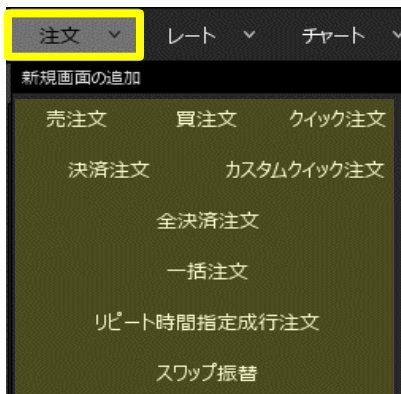 注文 レート チャート
新規画面の追加
売注文 買注文 クイック注文
決済注文 カスタムクイック注文
全決済注文
一括注文
リピート時間指定成行注文
スワップ振替